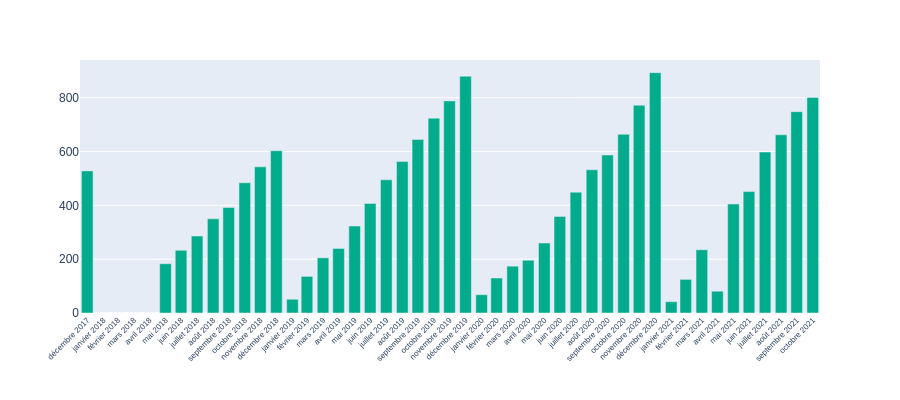 800
600
400
200
0
décembre 2017
janvier 2018
février 2018
mars 2018
avril 2018
mai 2018
juin 2018
juillet 2018
août 2018
septembre 2018
octobre 2018
novembre 2018
décembre 2018
janvier 2019
février 2019
mars 2019
avril 2019
mai 2019
juin 2019
juillet 2019
août 2019
septembre 2019
octobre 2019
novembre 2019
décembre 2019
janvier 2020
février 2020
mars 2020
avril 2020
mai 2020
juin 2020
juillet 2020
août 2020
septembre 2020
octobre 2020
novembre 2020
décembre 2020
janvier 2021
février 2021
mars 2021
avril 2021
mai 2021
juin 2021
juillet 2021
août 2021
septembre 2021
octobre 2021